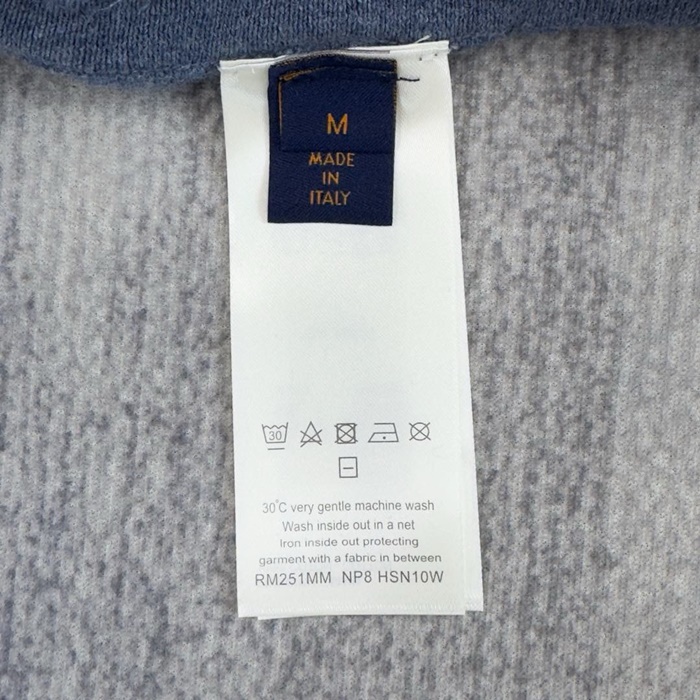 M
MADE
IN
ITALY
30
30°C very gentle machine wash
Wash inside out in a net
Iron inside out protecting
garment with a fabric in between
RM251MM NP8 HSN10W